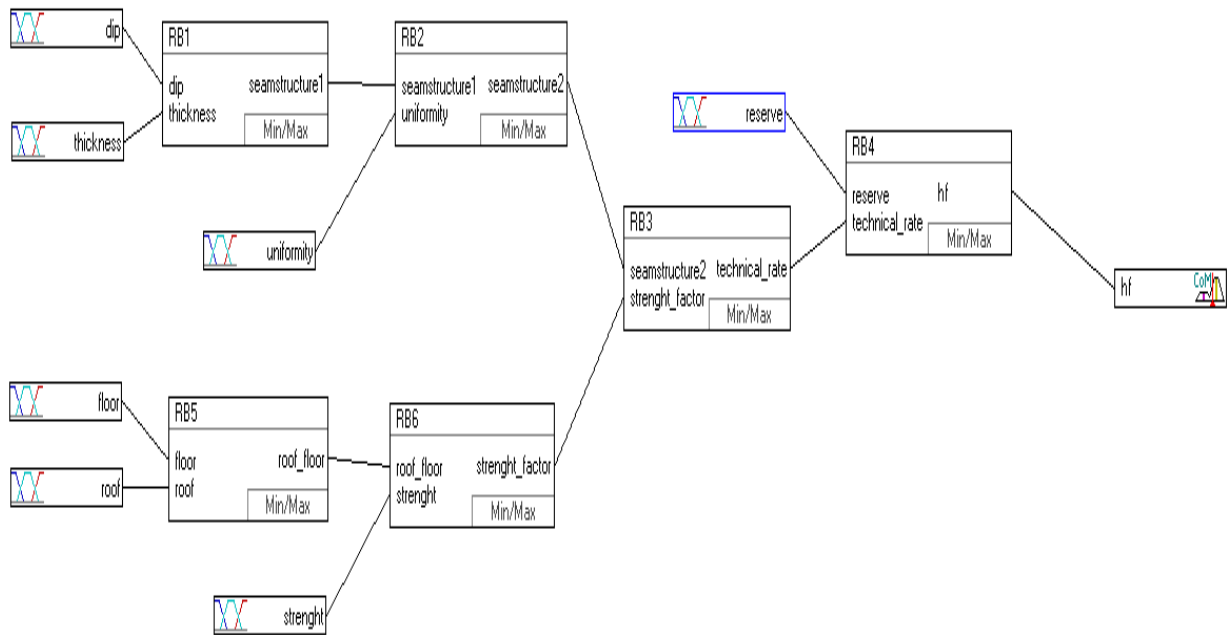 dip
thickness
RB1
dip
seamstructure1
thickness
Min/Max
RB2
seamstructure1
seamstructure2
uniformity
Min/Max
uniformity
reserve
RB4
reserve
hf
technical_rate
Min/Max
RB3
seamstructure2
technical_rate
strenght_factor
Min/Max
hf
CoM
floor
roof
RB5
floor
roof_floor
roof
Min/Max
RB6
roof_floor
strenght_factor
strenght
Min/Max
strenght